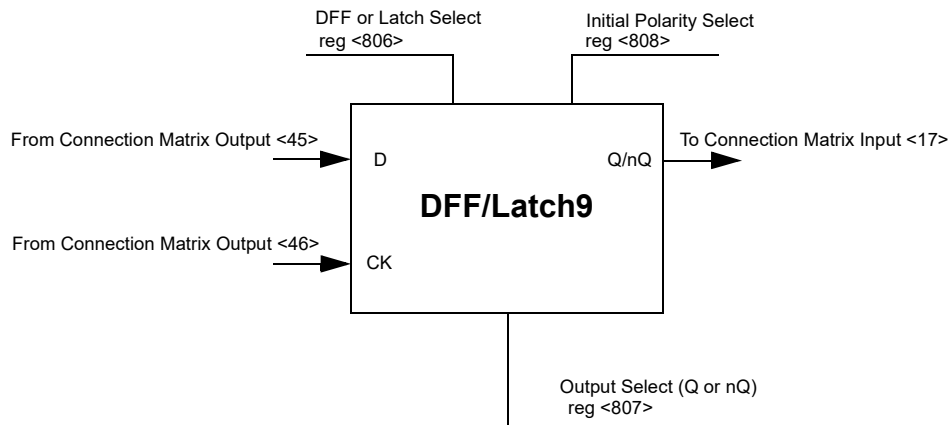 DFF or Latch Select
reg <806>
Initial Polarity Select
reg <808>
From Connection Matrix Output <45>
D
Q/nQ
To Connection Matrix Input <17>
DFF/Latch9
From Connection Matrix Output <46>
CK
Output Select (Q or nQ)
reg <807>